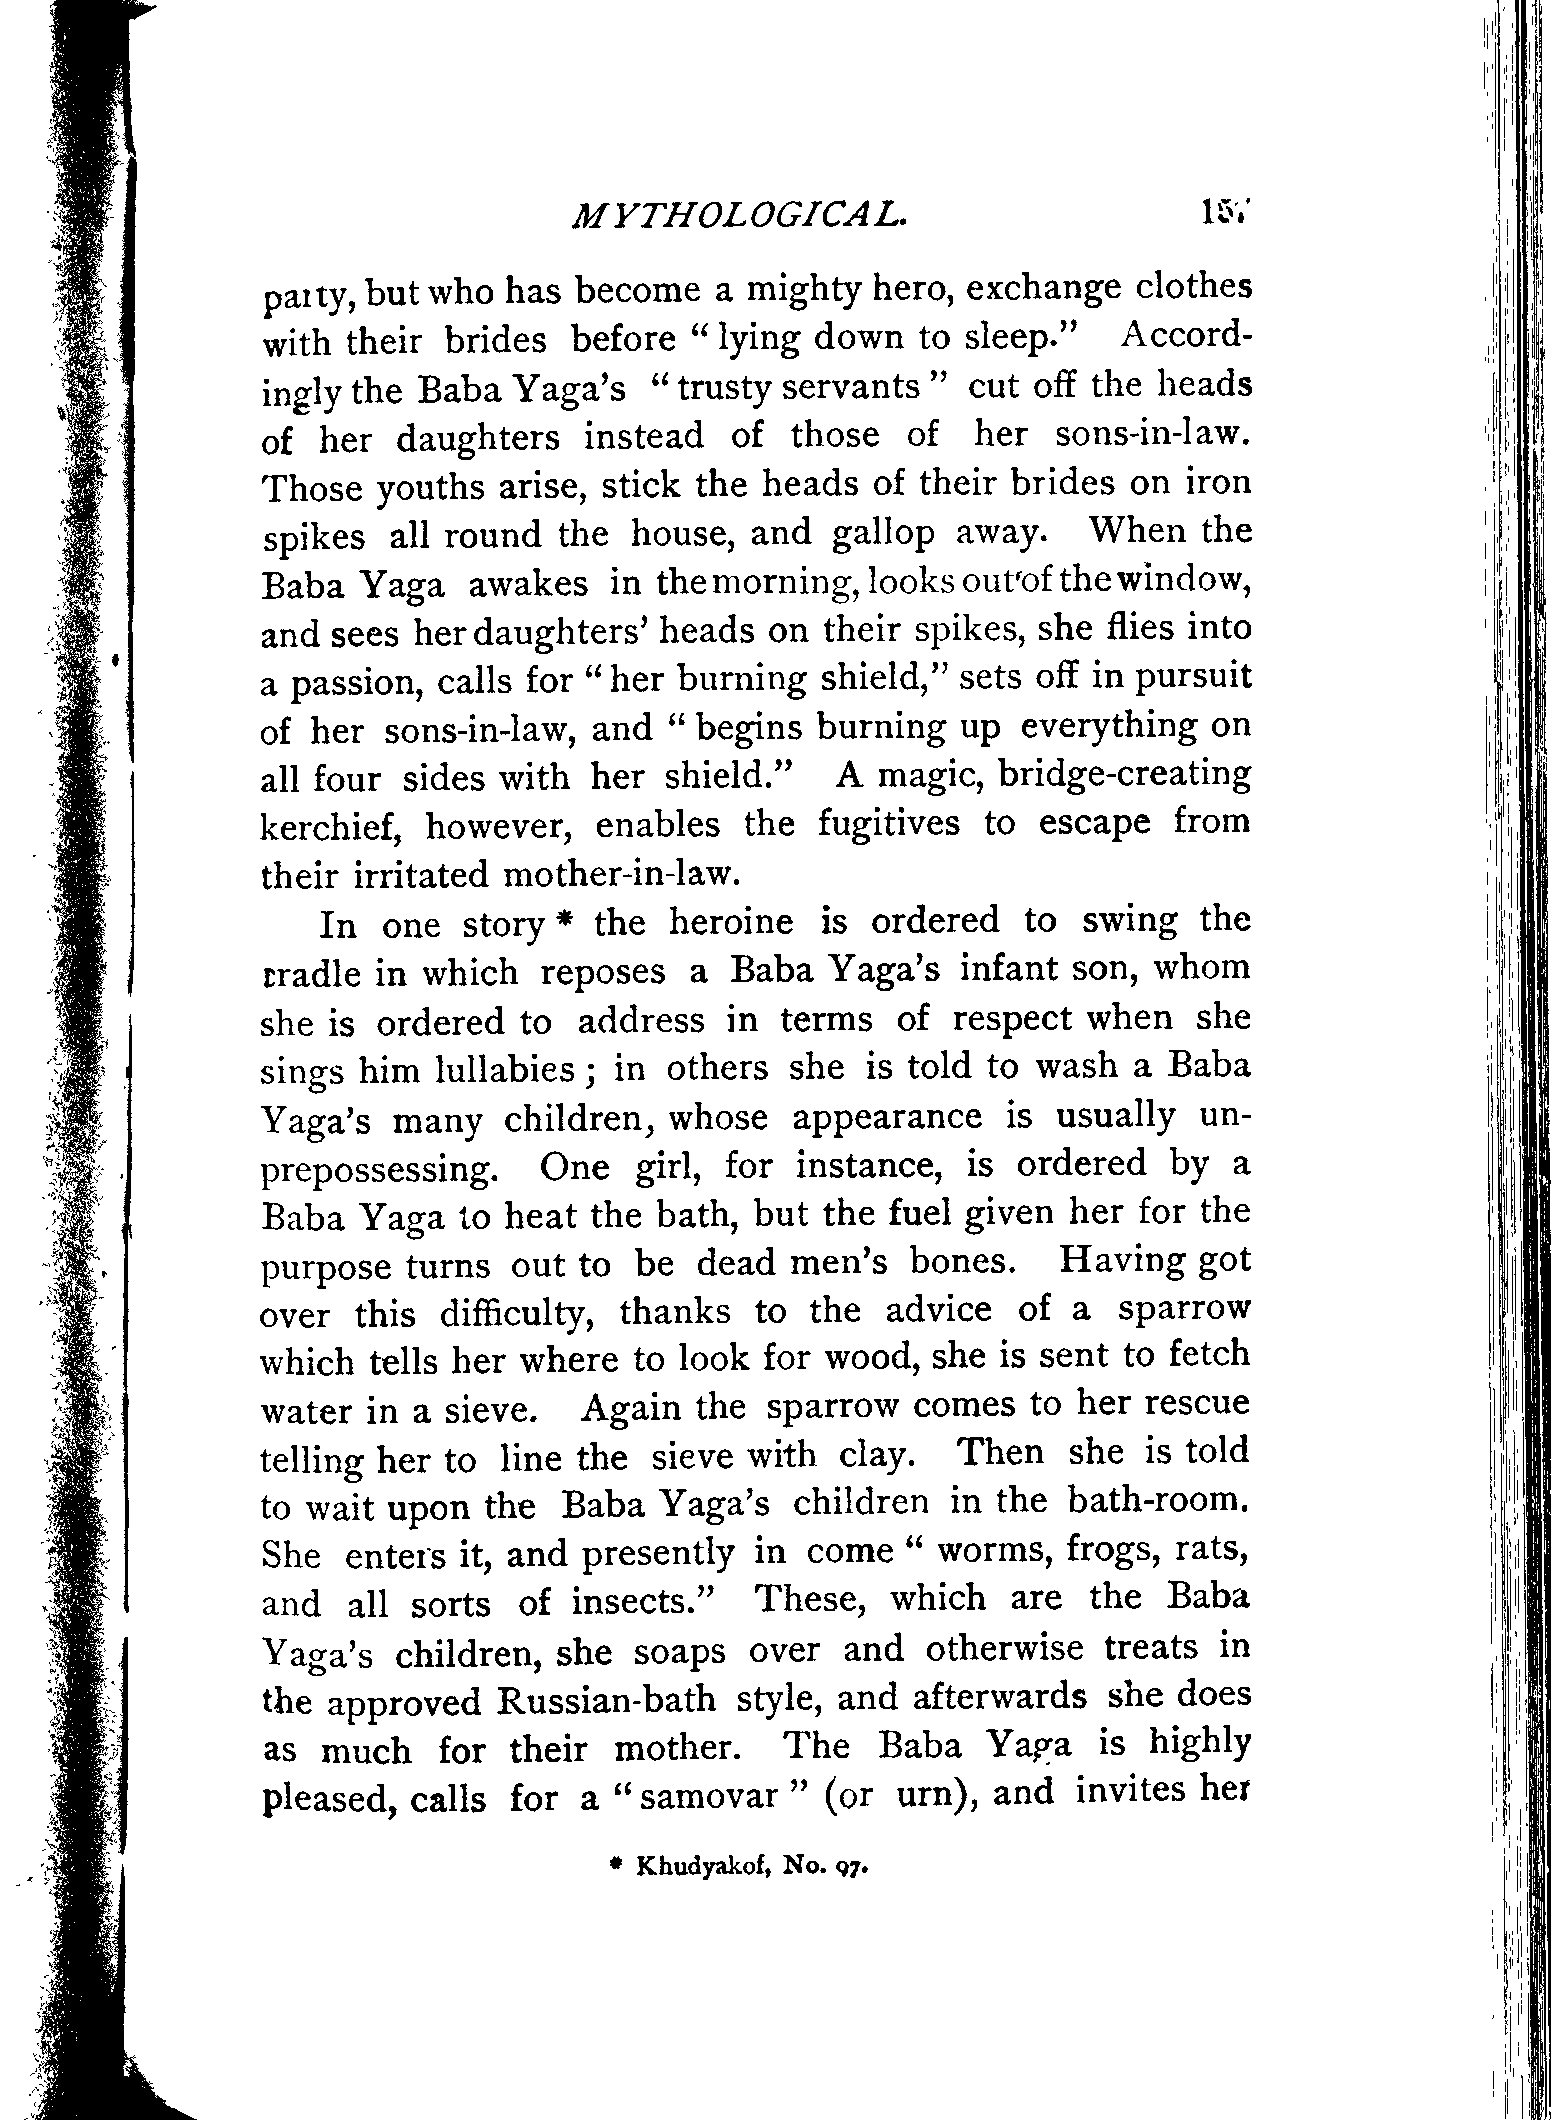 MYTHOLOGICAL. 157
party, but who has become a mighty hero, exchange clothes
with their brides before “lying down to sleep.” Accord-
ingly the Baba Yaga’s “trusty servants” cut off the heads
of her daughters instead of those of her sons-in-law.
Those youths arise, stick the heads of their brides on iron
spikes all round the house, and gallop away. When the
Baba Yaga awakes in the morning, looks out of the window,
and sees her daughters’ heads on their spikes, she flies into
a passion, calls for “her burning shield,” sets off in pursuit
of her sons-in-law, and “begins burning up everything on
all four sides with her shield.” A magic, bridge-creating
kerchief, however, enables the fugitives to escape from
their irritated mother-in-law.
In one story * the heroine is ordered to swing the
cradle in which reposes a Baba Yaga’s infant son, whom
she is ordered to address in terms of respect when she
sings him lullabies; in others she is told to wash a Baba
Yaga’s many children, whose appearance is usually un-
prepossessing. One girl, for instance, is ordered by a
Baba Yaga to heat the bath, but the fuel given her for the
purpose turns out to be dead men’s bones. Having got
over this difficulty, thanks to the advice of a sparrow
which tells her where to look for wood, she is sent to fetch
water in a sieve. Again the sparrow comes to her rescue
telling her to line the sieve with clay. Then she is told
to wait upon the Baba Yaga’s children in the bath-room.
She enters it, and presently in come “worms, frogs, rats,
and all sorts of insects.” These, which are the Baba
Yaga’s children, she soaps over and otherwise treats in
the approved Russian-bath style, and afterwards she does
as much for their mother. The Baba Yaga is highly
pleased, calls for a “samovar” (or urn), and invites her
* Khudyakof, No. 97.